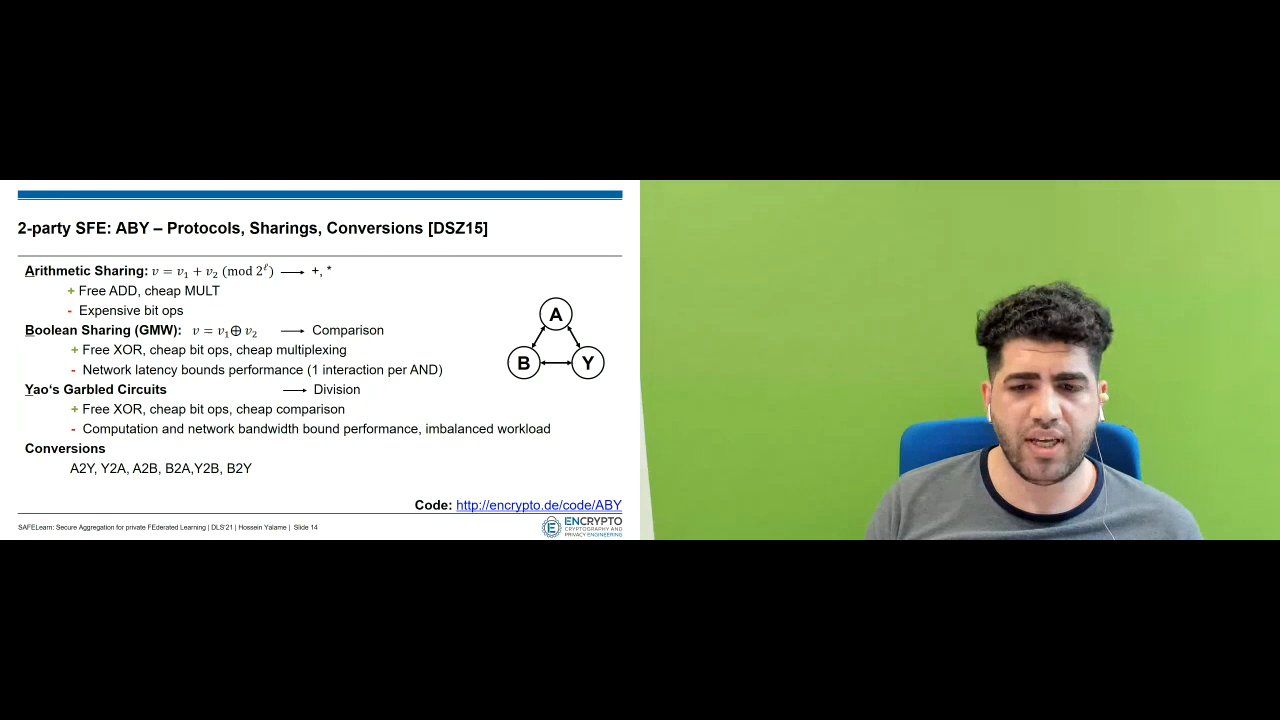 2-party SFE: ABY – Protocols, Sharings, Conversions [DSZ15]
Arithmetic Sharing: 𝑣 = 𝑣₁ + 𝑣₂ (mod 2^ℓ) ⟶ +, *
+ Free ADD, cheap MULT
- Expensive bit ops
Boolean Sharing (GMW): 𝑣 = 𝑣₁⊕ 𝑣₂ ⟶ Comparison
+ Free XOR, cheap bit ops, cheap multiplexing
- Network latency bounds performance (1 interaction per AND)
Yao‘s Garbled Circuits ⟶ Division
+ Free XOR, cheap bit ops, cheap comparison
- Computation and network bandwidth bound performance, imbalanced workload
Conversions
A2Y, Y2A, A2B, B2A,Y2B, B2Y
A
B Y
Code: http://encrypto.de/code/ABY
SAFELearn: Secure Aggregation for private FEderated Learning | DLS'21 | Hossein Yalame | Slide 14
E
ENCRYPTO
CRYPTOGRAPHY AND
PRIVACY ENGINEERING